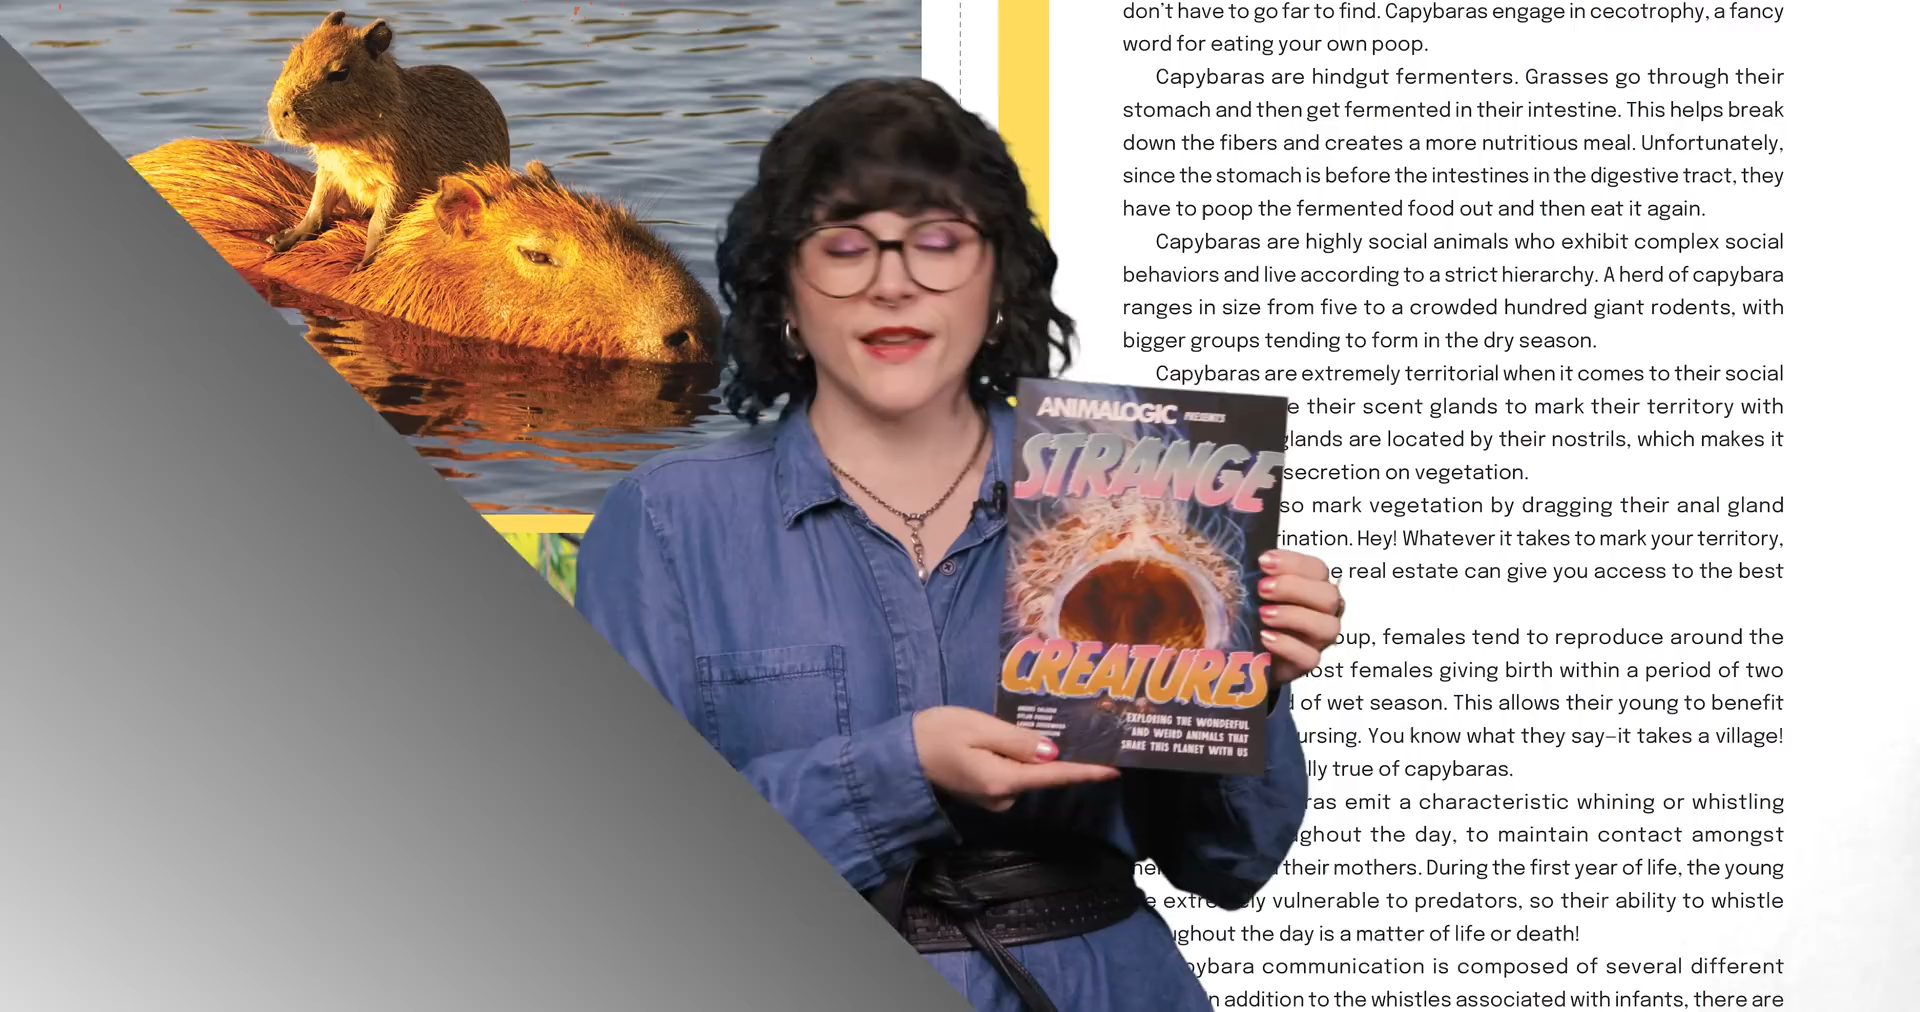 don't have to go far to find. Capybaras engage in cecotrophy, a fancy
word for eating your own poop.
Capybaras are hindgut fermenters. Grasses go through their
stomach and then get fermented in their intestine. This helps break
down the fibers and creates a more nutritious meal. Unfortunately,
since the stomach is before the intestines in the digestive tract, they
have to poop the fermented food out and then eat it again.
Capybaras are highly social animals who exhibit complex social
behaviors and live according to a strict hierarchy. A herd of capybara
ranges in size from five to a crowded hundred giant rodents, with
bigger groups tending to form in the dry season.
Capybaras are extremely territorial when it comes to their social
their scent glands to mark their territory with
glands are located by their nostrils, which makes it
secretion on vegetation.
so mark vegetation by dragging their anal gland
rination. Hey! Whatever it takes to mark your territory,
e real estate can give you access to the best
oup, females tend to reproduce around the
ost females giving birth within a period of two
of wet season. This allows their young to benefit
ursing. You know what they say–it takes a village!
lly true of capybaras.
ras emit a characteristic whining or whistling
ghout the day, to maintain contact amongst
their mothers. During the first year of life, the young
extre ly vulnerable to predators, so their ability to whistle
ghout the day is a matter of life or death!
pybara communication is composed of several different
n addition to the whistles associated with infants, there are
ANIMALOGIC PRESENTS
STRANGE
CREATURES
EXPLORING THE WONDERFUL
AND WEIRD ANIMALS THAT
SHARE THIS PLANET WITH US